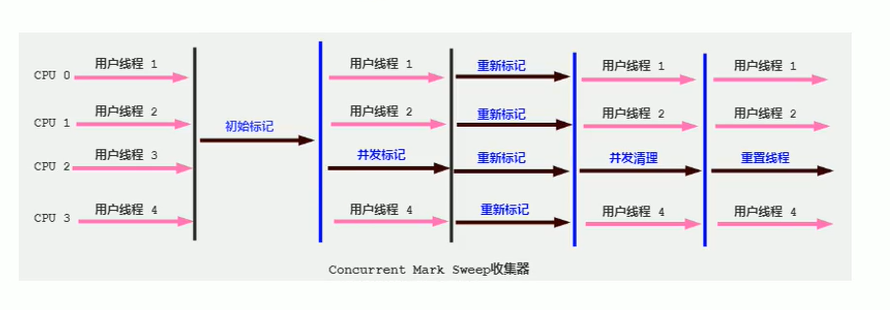 用户线程 1 用户线程 1 重新标记 用户线程 1 用户线程 1
CPU 0
用户线程 2 用户线程 2 重新标记 用户线程 2 用户线程 2
CPU 1
初始标记
用户线程 3 并发标记 重新标记 并发清理 重置线程
CPU 2
用户线程 4 用户线程 4 重新标记 用户线程 4 用户线程 4
CPU 3
Concurrent Mark Sweep收集器